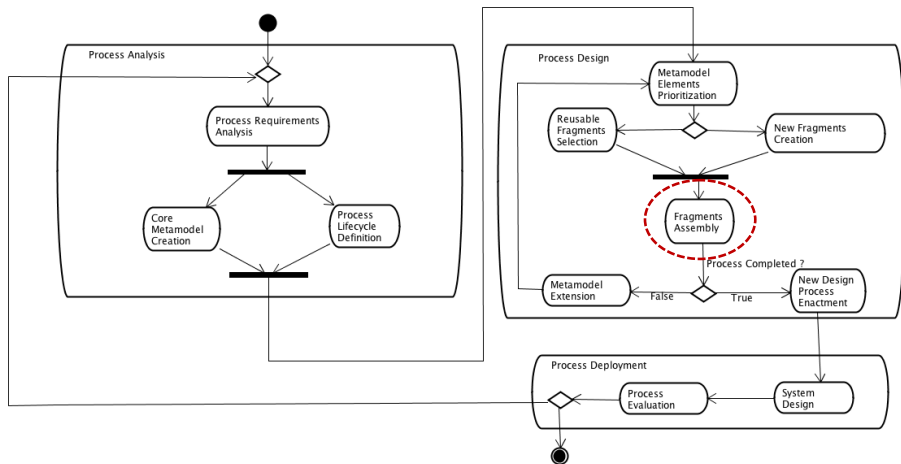 Process Analysis
Process Requirements
Analysis
Core
Metamodel
Creation
Process
Lifecycle
Definition
Process Design
Metamodel
Elements
Prioritization
Reusable
Fragments
Selection
New Fragments
Creation
Fragments
Assembly
Process Completed ?
Metamodel
Extension
False
True
New Design
Process
Enactment
Process Deployment
Process
Evaluation
System
Design